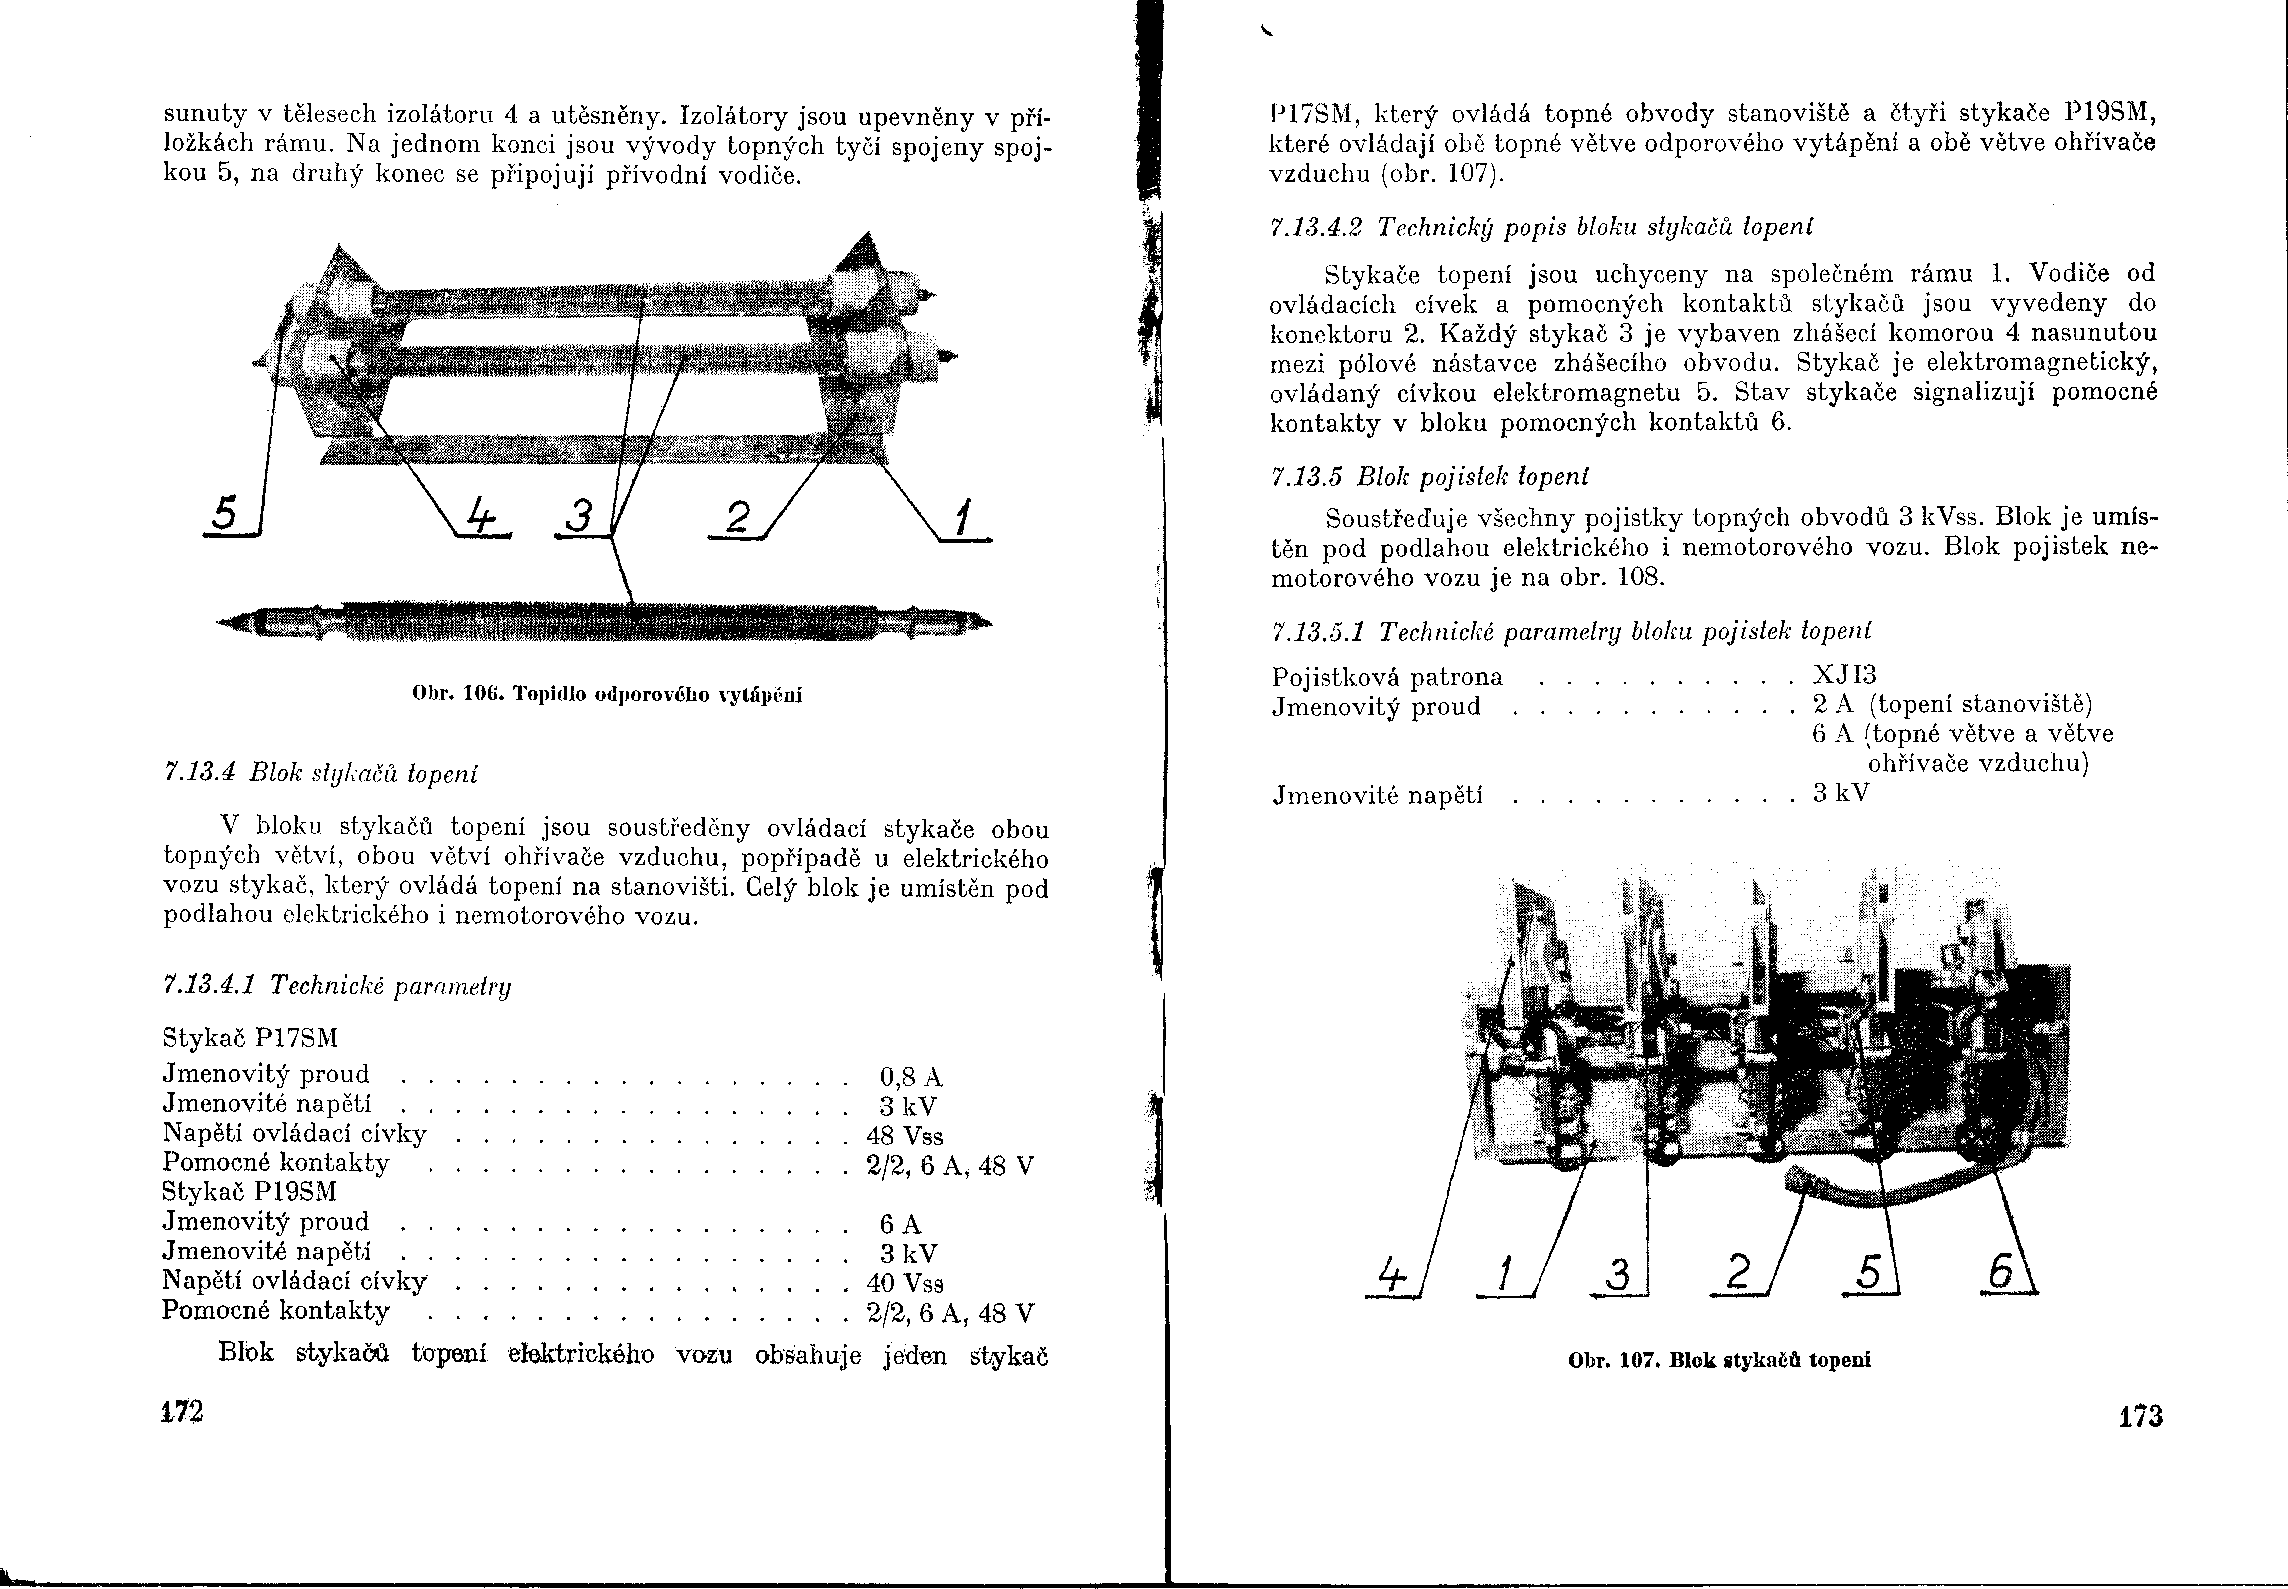 sunuty v tělesech izolátoru 4 a utěsněny. Izolátory jsou upevněny v pří-
ložkách rámu. Na jednom konci jsou vývody topných tyčí spojeny spoj-
kou 5, na druhý konec se připojují přívodní vodiče.
5 4 3 2 1
Obr. 106. Topidlo odporového vytápění
7.13.4 Blok stykačů topení
V bloku stykačů topení jsou soustředěny ovládací stykače obou
topných větví, obou větví ohřívače vzduchu, popřípadě u elektrického
vozu stykač, který ovládá topení na stanovišti. Celý blok je umístěn pod
podlahou elektrického i nemotorového vozu.
7.13.4.1 Technické parametry
Stykač P17SM
Jmenovitý proud . . . . . . . . . . . . . . . . . 0,8 A
Jmenovité napětí . . . . . . . . . . . . . . . . . 3 kV
Napětí ovládací cívky . . . . . . . . . . . . . . . 48 Vss
Pomocné kontakty . . . . . . . . . . . . . . . . 2/2, 6 A, 48 V
Stykač P19SM
Jmenovitý proud . . . . . . . . . . . . . . . . . 6 A
Jmenovité napětí . . . . . . . . . . . . . . . . . 3 kV
Napětí ovládací cívky . . . . . . . . . . . . . . . 40 Vss
Pomocné kontakty . . . . . . . . . . . . . . . . 2/2, 6 A, 48 V
Blok stykačů topení elektrického vozu obsahuje jeden stykač
172
P17SM, který ovládá topné obvody stanoviště a čtyři stykače P19SM,
které ovládají obě topné větve odporového vytápění a obě větve ohřívače
vzduchu (obr. 107).
7.13.4.2 Technický popis bloku stykačů topení
Stykače topení jsou uchyceny na společném rámu 1. Vodiče od
ovládacích cívek a pomocných kontaktů stykačů jsou vyvedeny do
konektoru 2. Každý stykač 3 je vybaven zhášecí komorou 4 nasunutou
mezi pólové nástavce zhášecího obvodu. Stykač je elektromagnetický,
ovládaný cívkou elektromagnetu 5. Stav stykače signalizují pomocné
kontakty v bloku pomocných kontaktů 6.
7.13.5 Blok pojistek topení
Soustřeďuje všechny pojistky topných obvodů 3 kVss. Blok je umís-
těn pod podlahou elektrického i nemotorového vozu. Blok pojistek ne-
motorového vozu je na obr. 108.
7.13.5.1 Technické parametry bloku pojistek topení
Pojistková patrona . . . . . . . . . . XJI3
Jmenovitý proud . . . . . . . . . . . 2 A (topení stanoviště)
6 A (topné větve a větve
ohřívače vzduchu)
Jmenovité napětí . . . . . . . . . . . 3 kV
4 1 3 2 5 6
Obr. 107. Blok stykačů topení
173